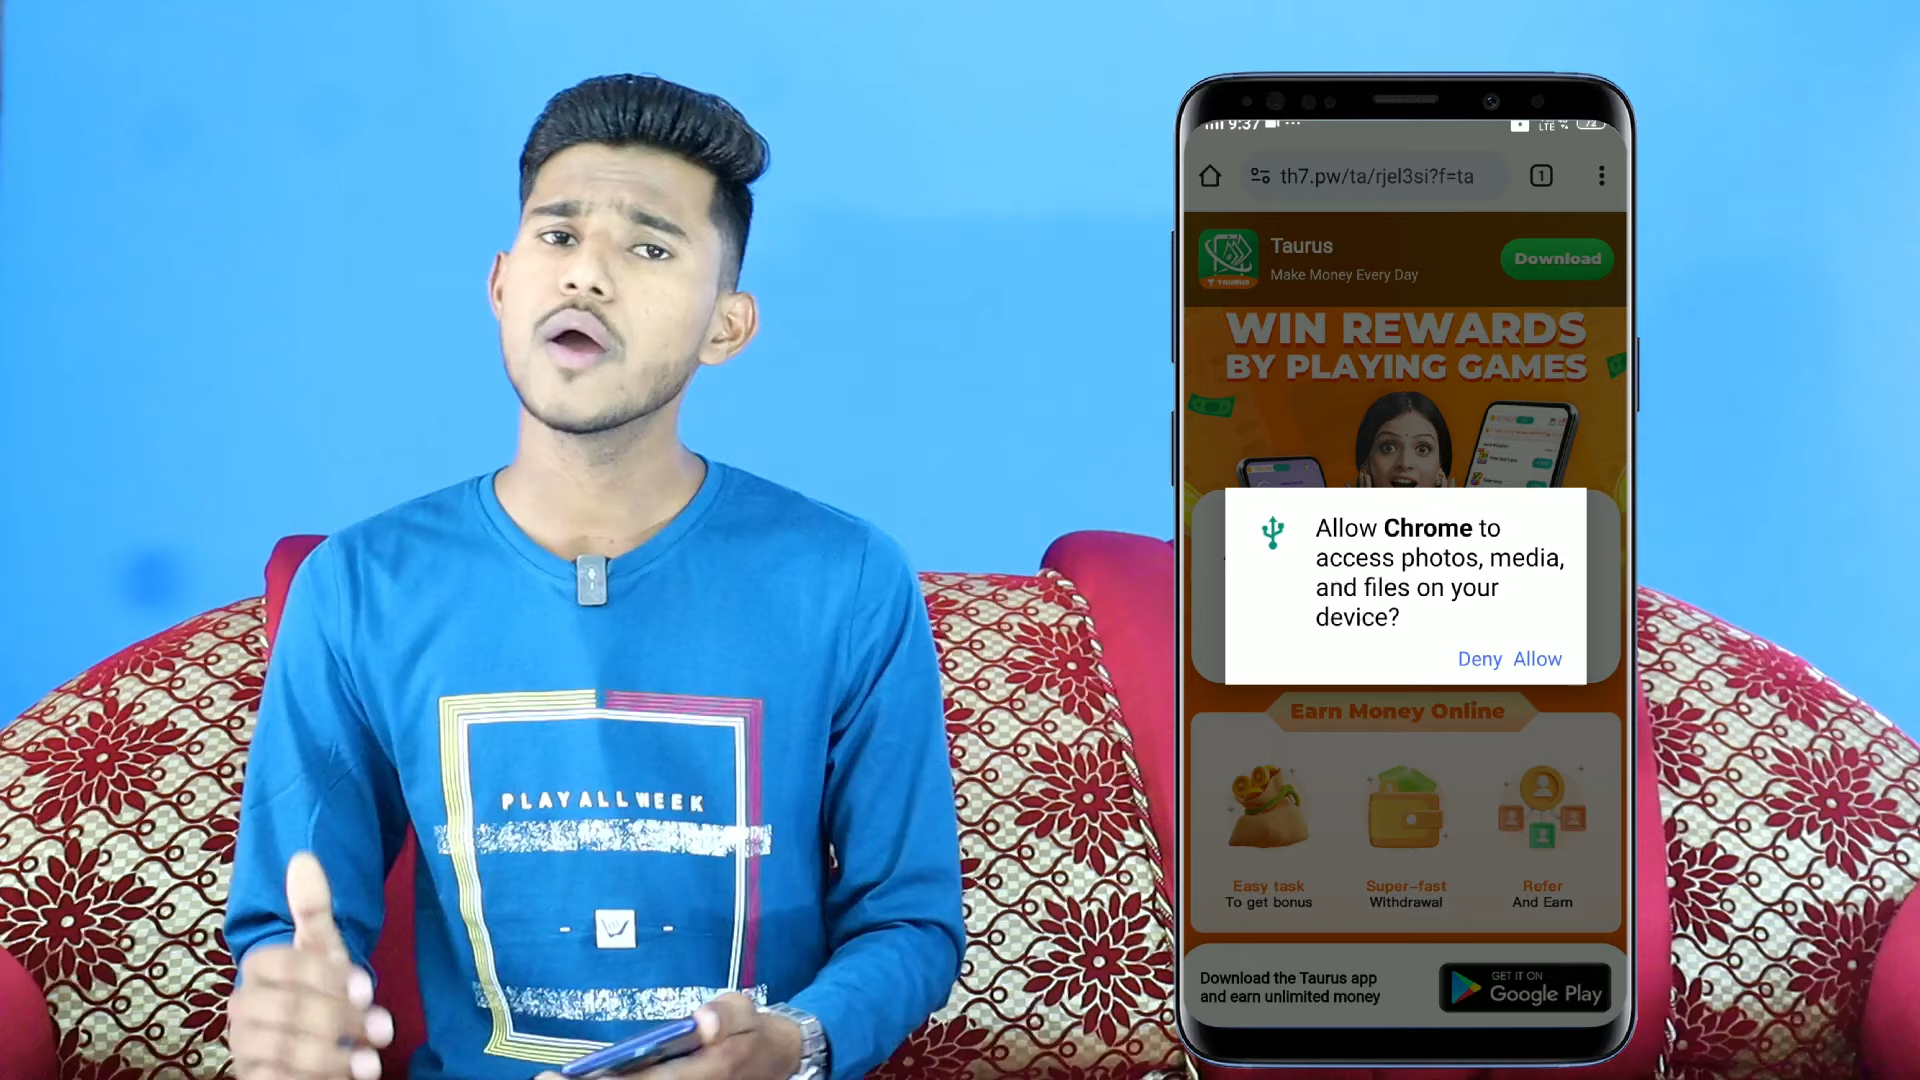 9:37
LTE
72
th7.pw/ta/rjel3si?f=ta
1
Taurus
Make Money Every Day
Download
TAURUS
WIN REWARDS
BY PLAYING GAMES
Allow Chrome to
access photos, media,
and files on your
device?
Deny Allow
Earn Money Online
Easy task
To get bonus
Super-fast
Withdrawal
Refer
And Earn
Download the Taurus app
and earn unlimited money
GET IT ON
Google Play
PLAYALLWEEK